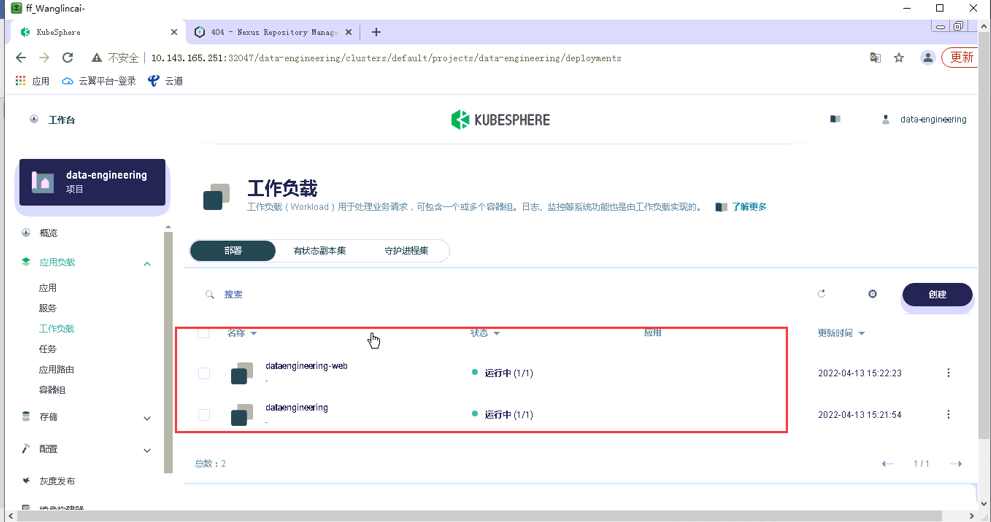 ff_Wanglincai-
KubeSphere
404 - Nexus Repository Manage
不安全 10.143.165.251:32047/data-engineering/clusters/default/projects/data-engineering/deployments
更新
应用 云翼平台-登录 云道
工作台
KUBESPHERE
data-engineering
data-engineering
项目
工作负载
工作负载（Workload）用于处理业务请求，可包含一个或多个容器组。日志、监控等系统功能也是由工作负载实现的。
了解更多
概览
应用负载
应用
服务
工作负载
任务
应用路由
容器组
存储
配置
灰度发布
部署 有状态副本集 守护进程集
搜索
创建
名称 状态 应用 更新时间
dataengineering-web
-
运行中 (1/1)
2022-04-13 15:22:23
dataengineering
-
运行中 (1/1)
2022-04-13 15:21:54
总数：2
1 / 1